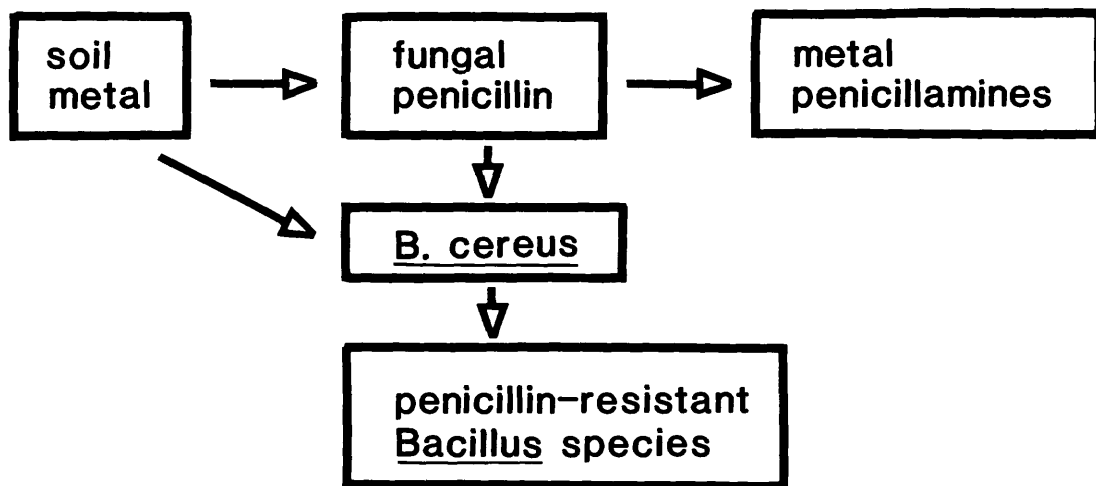 soil
metal
fungal
penicillin
metal
penicillamines
B. cereus
penicillin-resistant
Bacillus species